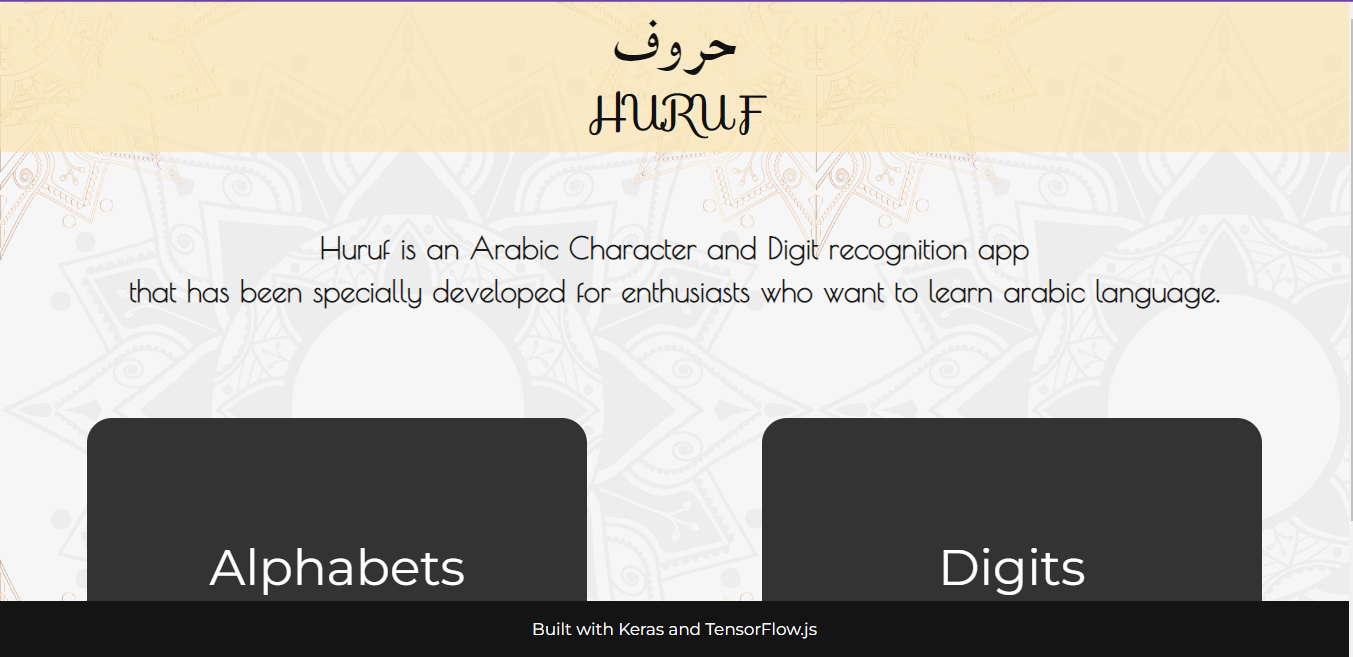 حروف
HURUF
Huruf is an Arabic Character and Digit recognition app
that has been specially developed for enthusiasts who want to learn arabic language.
Alphabets
Digits
Built with Keras and TensorFlow.js